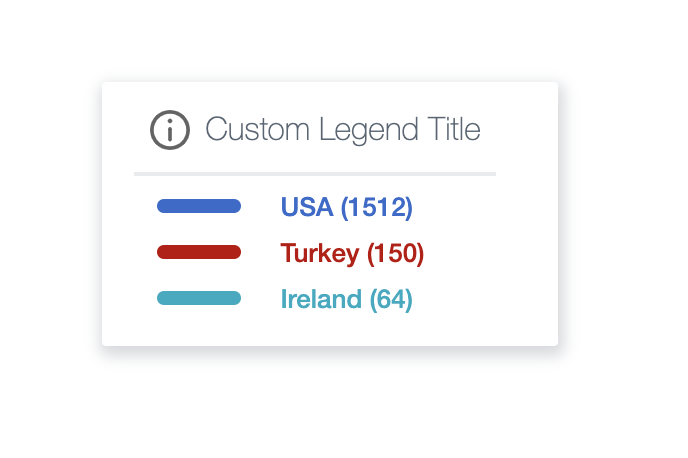 Custom Legend Title
USA (1512)
Turkey (150)
Ireland (64)